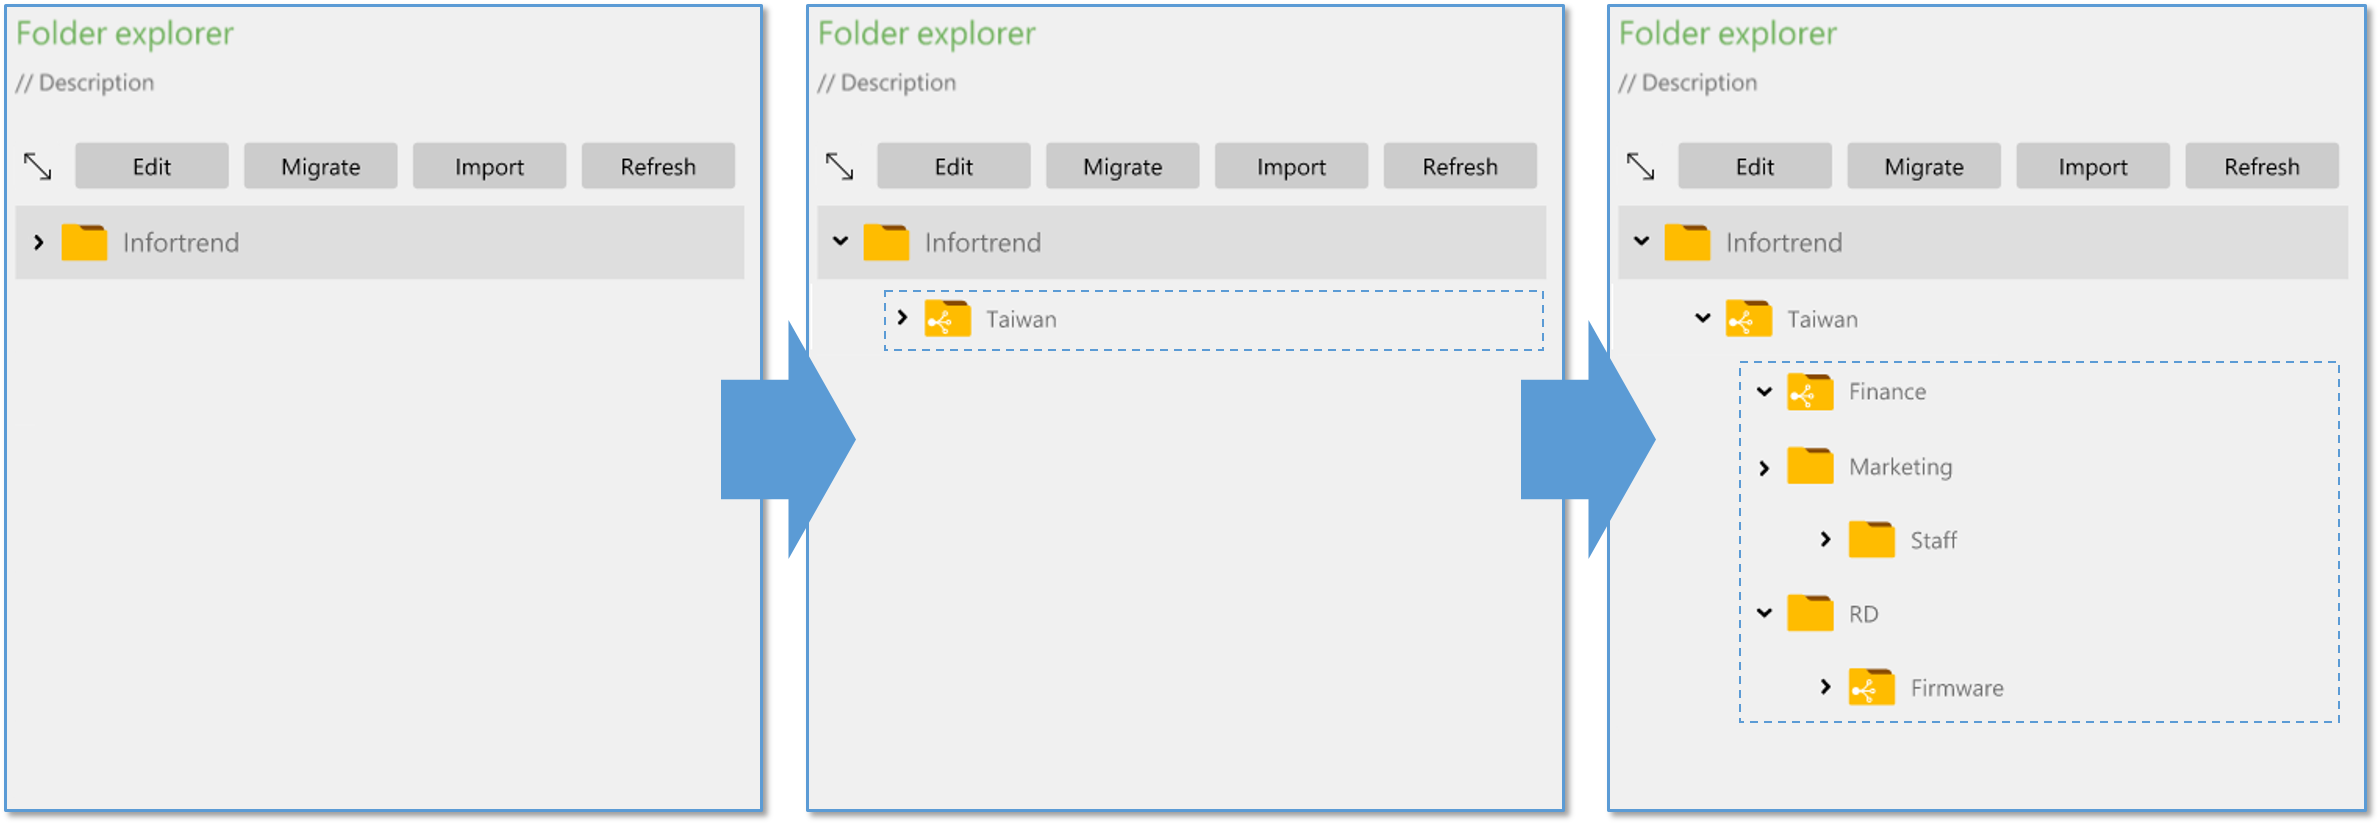 Folder explorer
// Description
Edit Migrate Import Refresh
Infortrend
Folder explorer
// Description
Edit Migrate Import Refresh
Infortrend
Taiwan
Folder explorer
// Description
Edit Migrate Import Refresh
Infortrend
Taiwan
Finance
Marketing
Staff
RD
Firmware